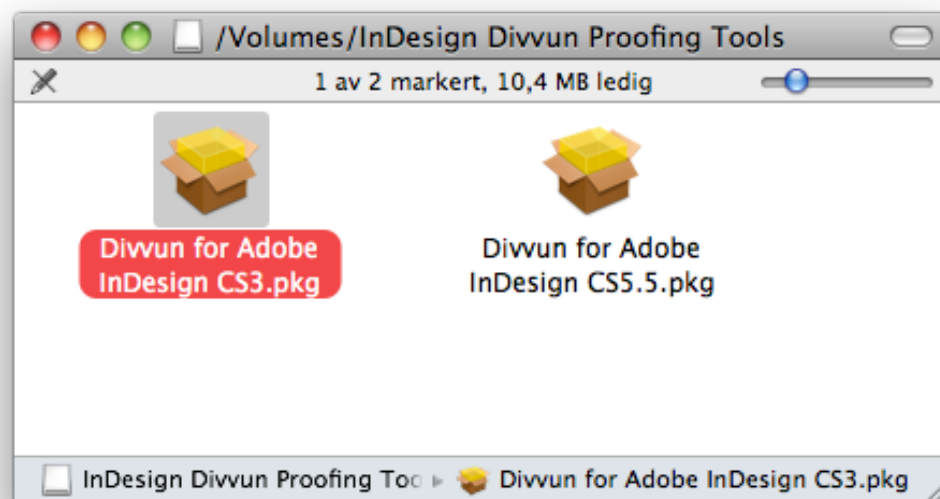 /Volumes/InDesign Divvun Proofing Tools
1 av 2 markert, 10,4 MB ledig
Divvun for Adobe
InDesign CS3.pkg
Divvun for Adobe
InDesign CS5.5.pkg
InDesign Divvun Proofing Too ▸ Divvun for Adobe InDesign CS3.pkg